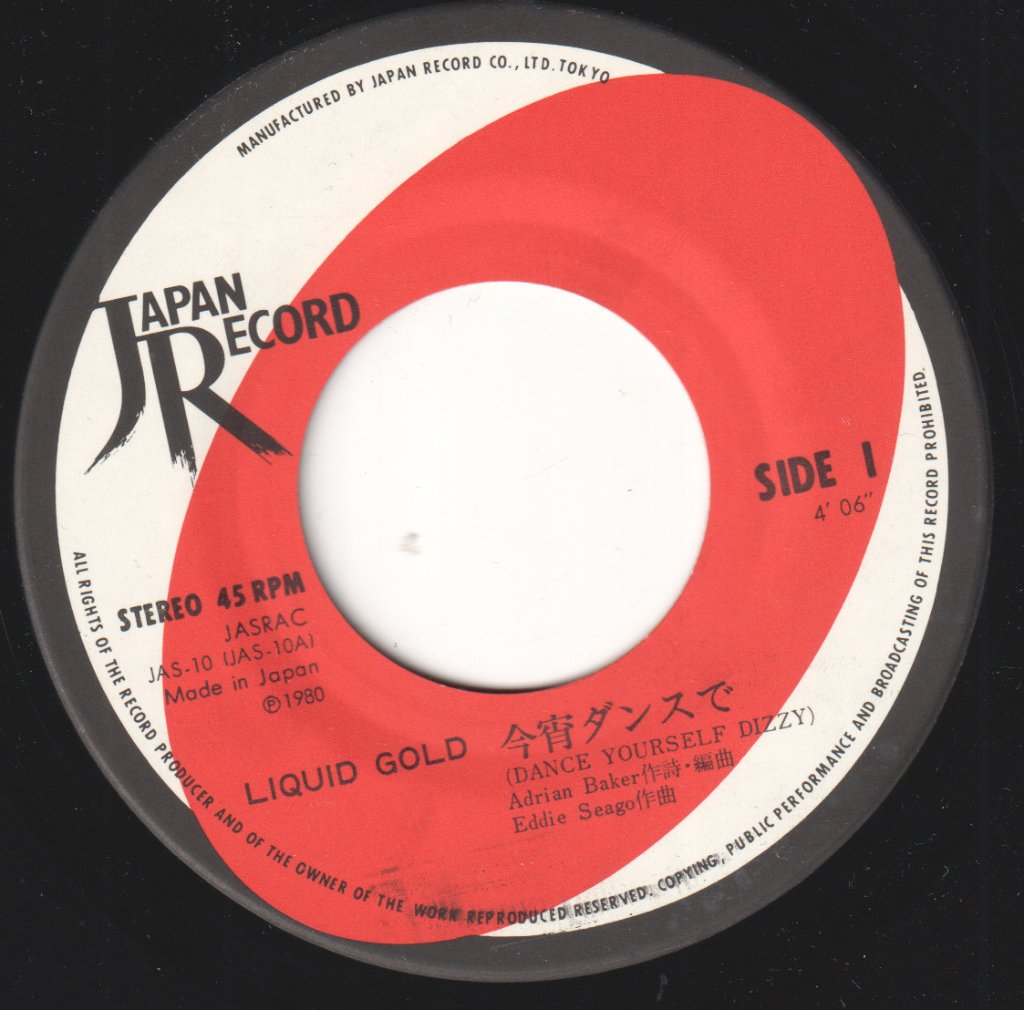 MANUFACTURED BY JAPAN RECORD CO., LTD. TOKYO
JAPAN
RECORD
SIDE 1
4' 06"
STEREO 45 RPM
JASRAC
JAS-10 (JAS-10A)
Made in Japan
Ⓟ1980
LIQUID GOLD 今宵ダンスで
(DANCE YOURSELF DIZZY)
Adrian Baker作詩・編曲
Eddie Seago作曲
ALL RIGHTS OF THE RECORD PRODUCER AND OF THE OWNER OF THE WORK REPRODUCED RESERVED. COPYING, PUBLIC PERFORMANCE AND BROADCASTING OF THIS RECORD PROHIBITED.